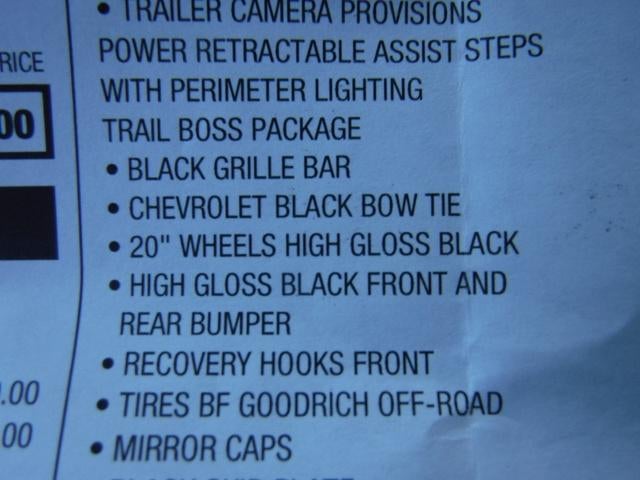 • TRAILER CAMERA PROVISIONS
POWER RETRACTABLE ASSIST STEPS
RICE
WITH PERIMETER LIGHTING
00
TRAIL BOSS PACKAGE
• BLACK GRILLE BAR
• CHEVROLET BLACK BOW TIE
• 20" WHEELS HIGH GLOSS BLACK
• HIGH GLOSS BLACK FRONT AND
REAR BUMPER
• RECOVERY HOOKS FRONT
.00
• TIRES BF GOODRICH OFF-ROAD
.00
• MIRROR CAPS